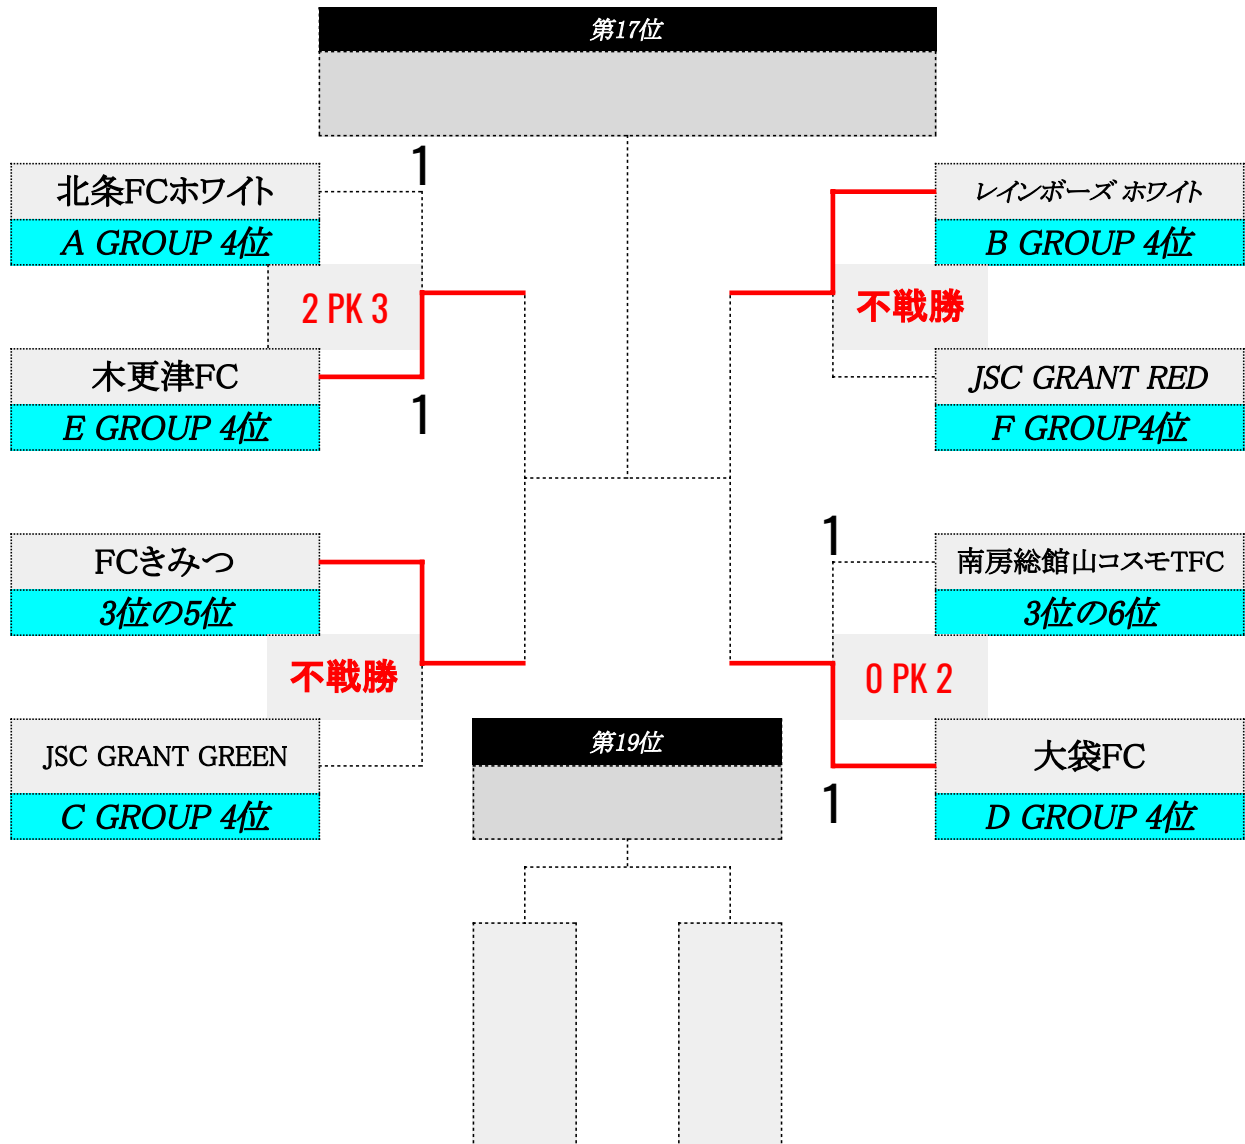 第17位
1
北条FCホワイト
A GROUP 4位
2 PK 3
木更津FC
E GROUP 4位
1
FCきみつ
3位の5位
不戦勝
JSC GRANT GREEN
C GROUP 4位
レインボーズ ホワイト
B GROUP 4位
不戦勝
JSC GRANT RED
F GROUP4位
1
南房総館山コスモTFC
3位の6位
0 PK 2
大袋FC
1
D GROUP 4位
第19位